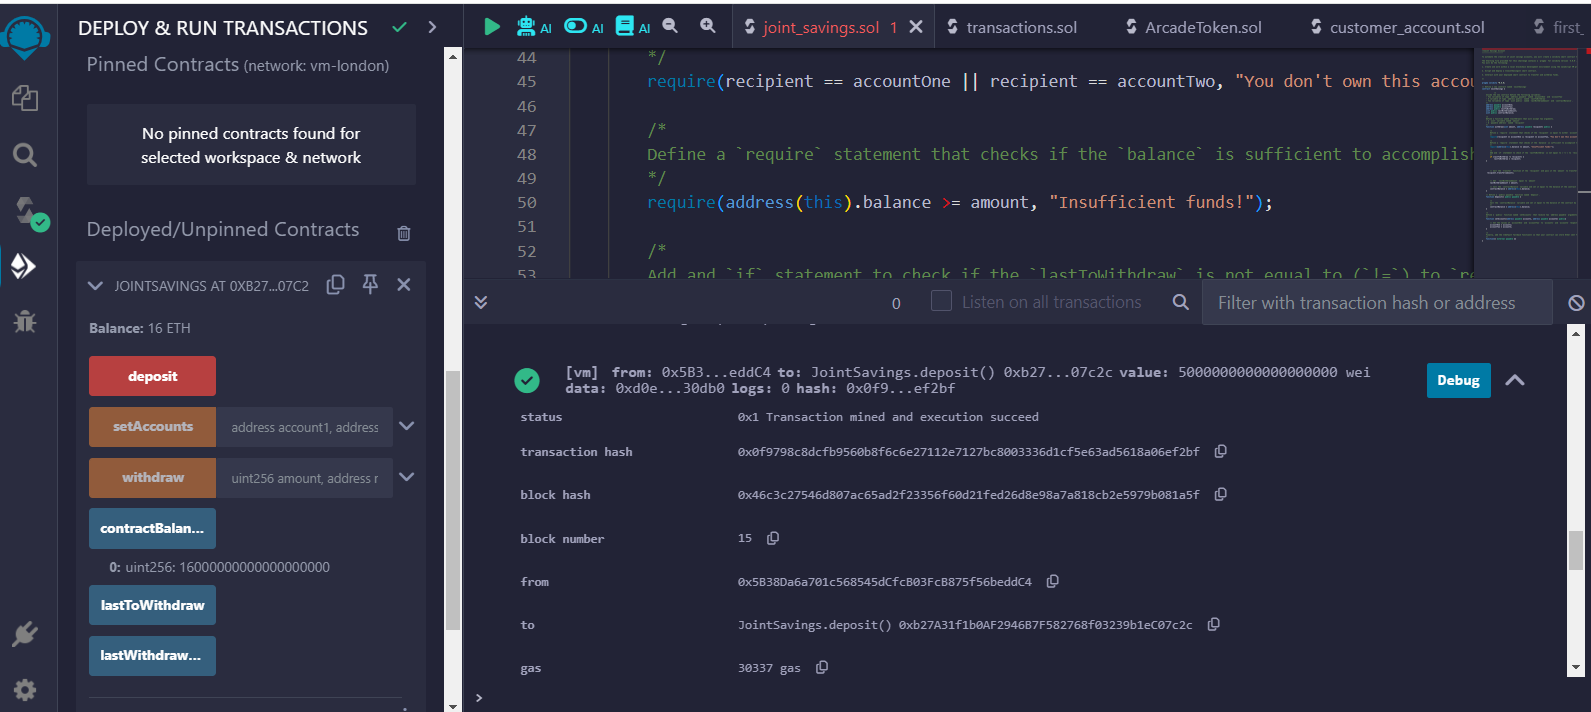 DEPLOY & RUN TRANSACTIONS
Pinned Contracts (network: vm-london)
No pinned contracts found for
selected workspace & network
Deployed/Unpinned Contracts
JOINTSAVINGS AT 0XB27...07C2
Balance: 16 ETH
deposit
setAccounts address account1, address
withdraw uint256 amount, address r
contractBalan...
0: uint256: 16000000000000000000
lastToWithdraw
lastWithdraw...
AI AI AI
joint_savings.sol 1 transactions.sol ArcadeToken.sol customer_account.sol first_
44 */
45 require(recipient == accountOne || recipient == accountTwo, "You don't own this accou
46
47 /*
48 Define a `require` statement that checks if the `balance` is sufficient to accomplish
49 */
50 require(address(this).balance >= amount, "Insufficient funds!");
51
52 /*
53 Add and `if` statement to check if the `lastToWithdraw` is not equal to (`!=`) to `re
0 Listen on all transactions Filter with transaction hash or address
[vm] from: 0x5B3...eddC4 to: JointSavings.deposit() 0xb27...07c2c value: 5000000000000000000 wei
data: 0xd0e...30db0 logs: 0 hash: 0x0f9...ef2bf
Debug
status 0x1 Transaction mined and execution succeed
transaction hash 0x0f9798c8dcfb9560b8f6c6e27112e7127bc8003336d1cf5e63ad5618a06ef2bf
block hash 0x46c3c27546d807ac65ad2f23356f60d21fed26d8e98a7a818cb2e5979b081a5f
block number 15
from 0x5B38Da6a701c568545dCfcB03FcB875f56beddC4
to JointSavings.deposit() 0xb27A31f1b0AF2946B7F582768f03239b1eC07c2c
gas 30337 gas
>